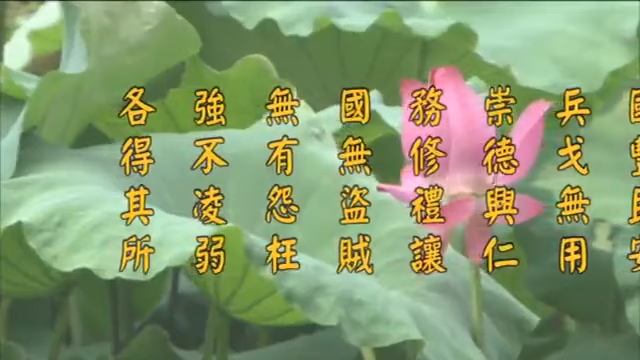 兵戈無用
崇德興仁
務修禮讓
國無盜賊
無有怨枉
強不凌弱
各得其所